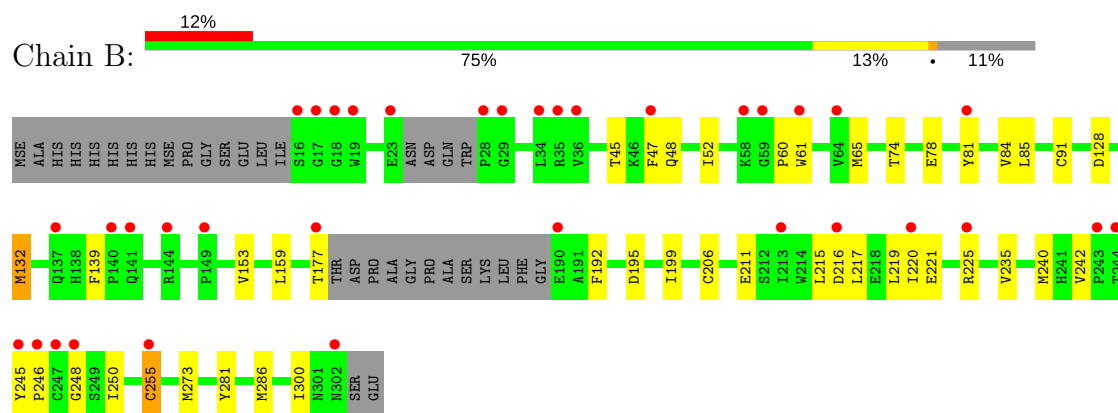 12%
Chain B:
75% 13% • 11%
MSE ALA HIS HIS HIS HIS HIS HIS MSE PRO GLY SER GLU LEU ILE S16 G17 G18 W19 E23 ASN ASP GLN TRP P28 G29 L34 R35 V36 T45 K46 F47 Q48 I52 K58 G59 P60 W61 V64 M65 T74 E78 Y81 V84 L85 C91 D128
M132 Q137 H138 F139 P140 Q141 R144 P149 V153 L159 T177 THR ASP PRO ALA GLY PRO ALA SER LYS LEU PHE GLY E190 A191 F192 D195 I199 C206 E211 S212 I213 W214 L215 D216 L217 E218 L219 I220 E221 R225 V235 M240 H241 V242 P243 T244
Y245 P246 C247 G248 S249 I250 C255 M273 Y281 M286 I300 N301 N302 SER GLU